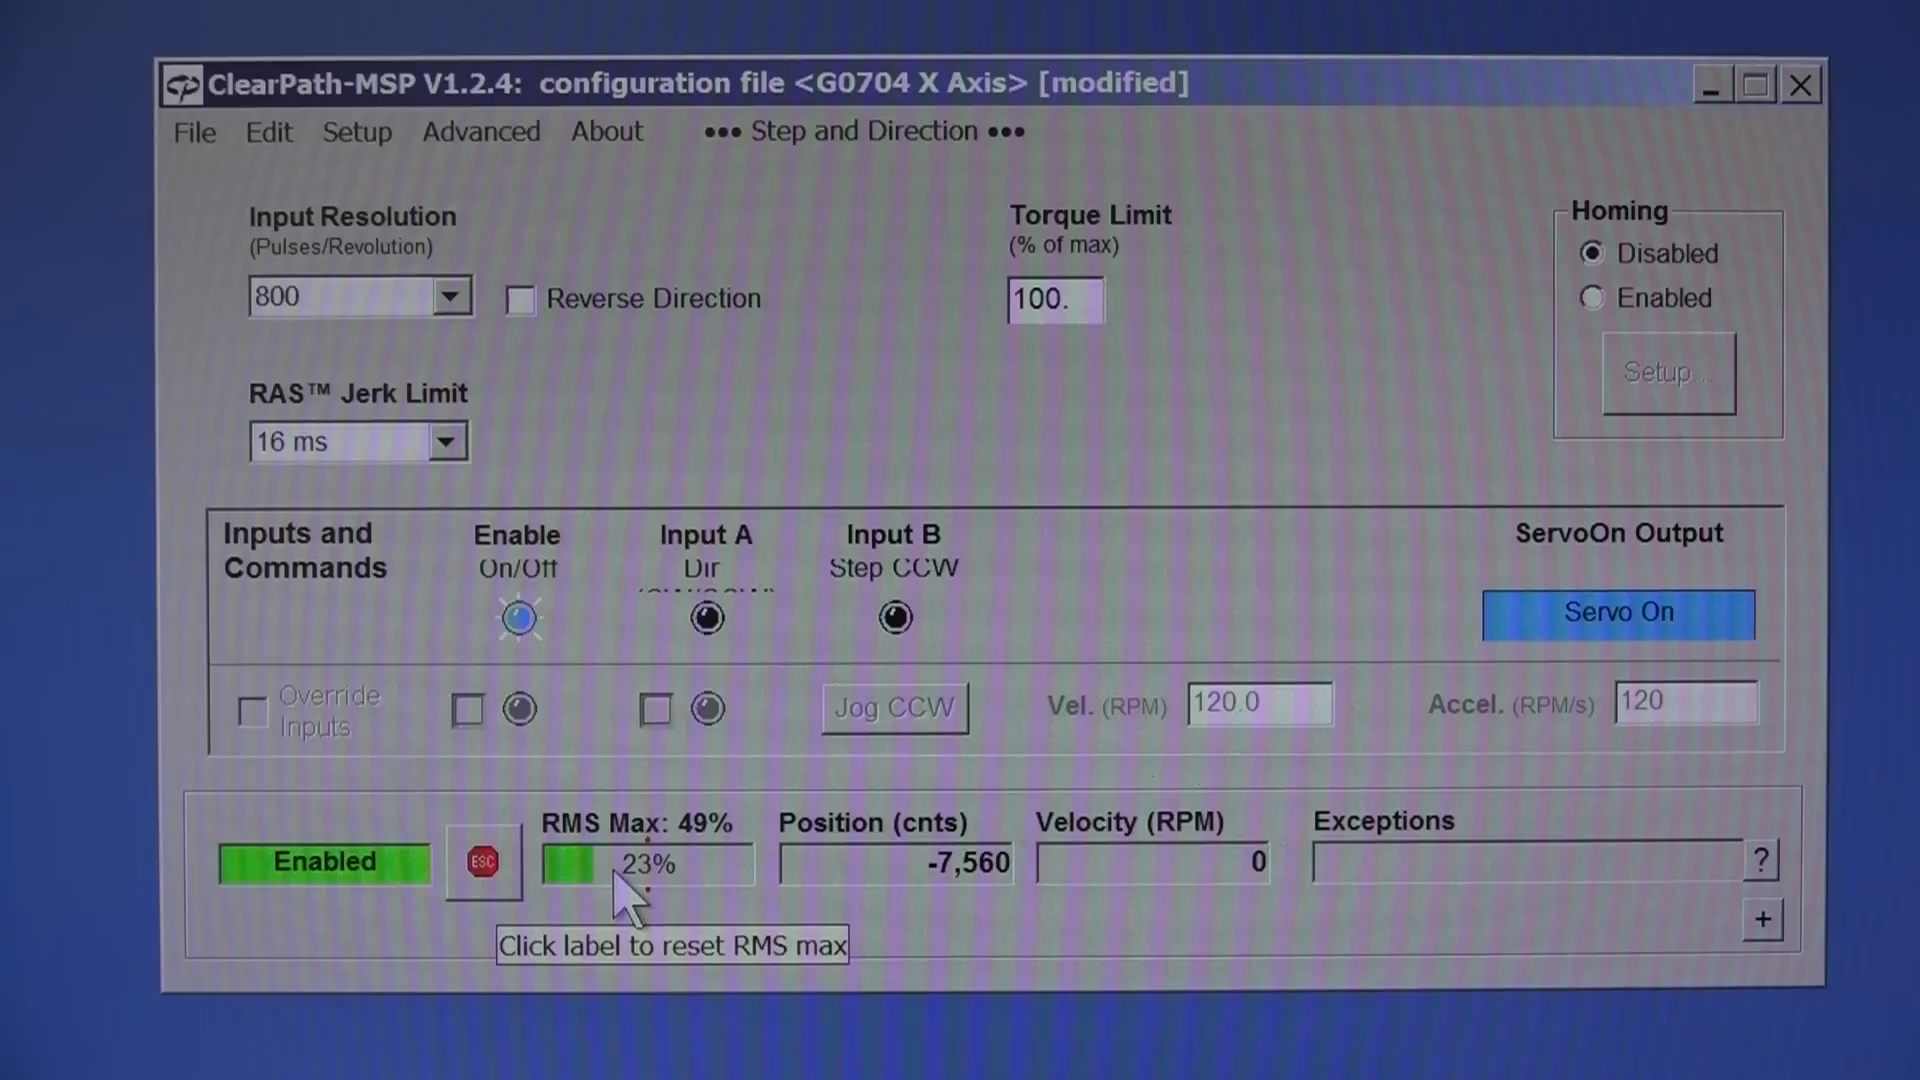 ClearPath-MSP V1.2.4: configuration file <G0704 X Axis> [modified]
File Edit Setup Advanced About ••• Step and Direction •••
Input Resolution
(Pulses/Revolution)
800
Reverse Direction
Torque Limit
(% of max)
100.
Homing
Disabled
Enabled
Setup...
RAS™ Jerk Limit
16 ms
Inputs and
Commands
Enable
On/Off
Input A
Dir
Input B
Step CCW
ServoOn Output
Servo On
Override
Inputs
Jog CCW
Vel. (RPM)
120.0
Accel. (RPM/s)
120
Enabled
ESC
RMS Max: 49%
23%
Position (cnts)
-7,560
Velocity (RPM)
0
Exceptions
?
+
Click label to reset RMS max